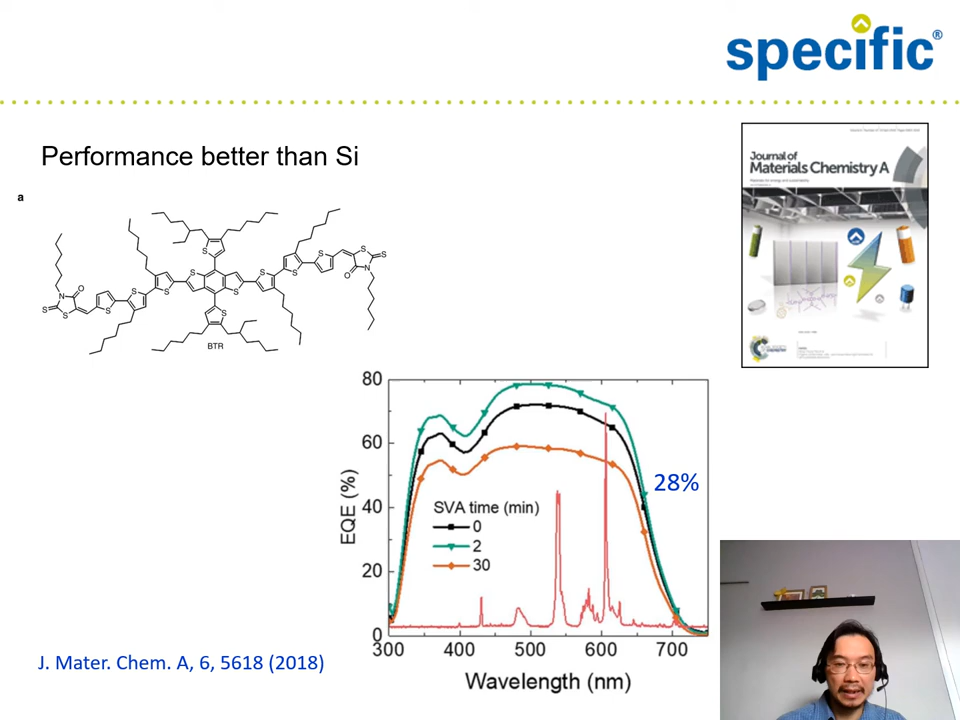 specific®
Performance better than Si
a
S
N
O
S
S
S
S
S
S
S
S
S
S
S
S
O
N
S
S
BTR
Journal of
Materials Chemistry A
80
60
40
20
0
EQE (%)
SVA time (min)
0
2
30
28%
300
400
500
600
700
Wavelength (nm)
J. Mater. Chem. A, 6, 5618 (2018)